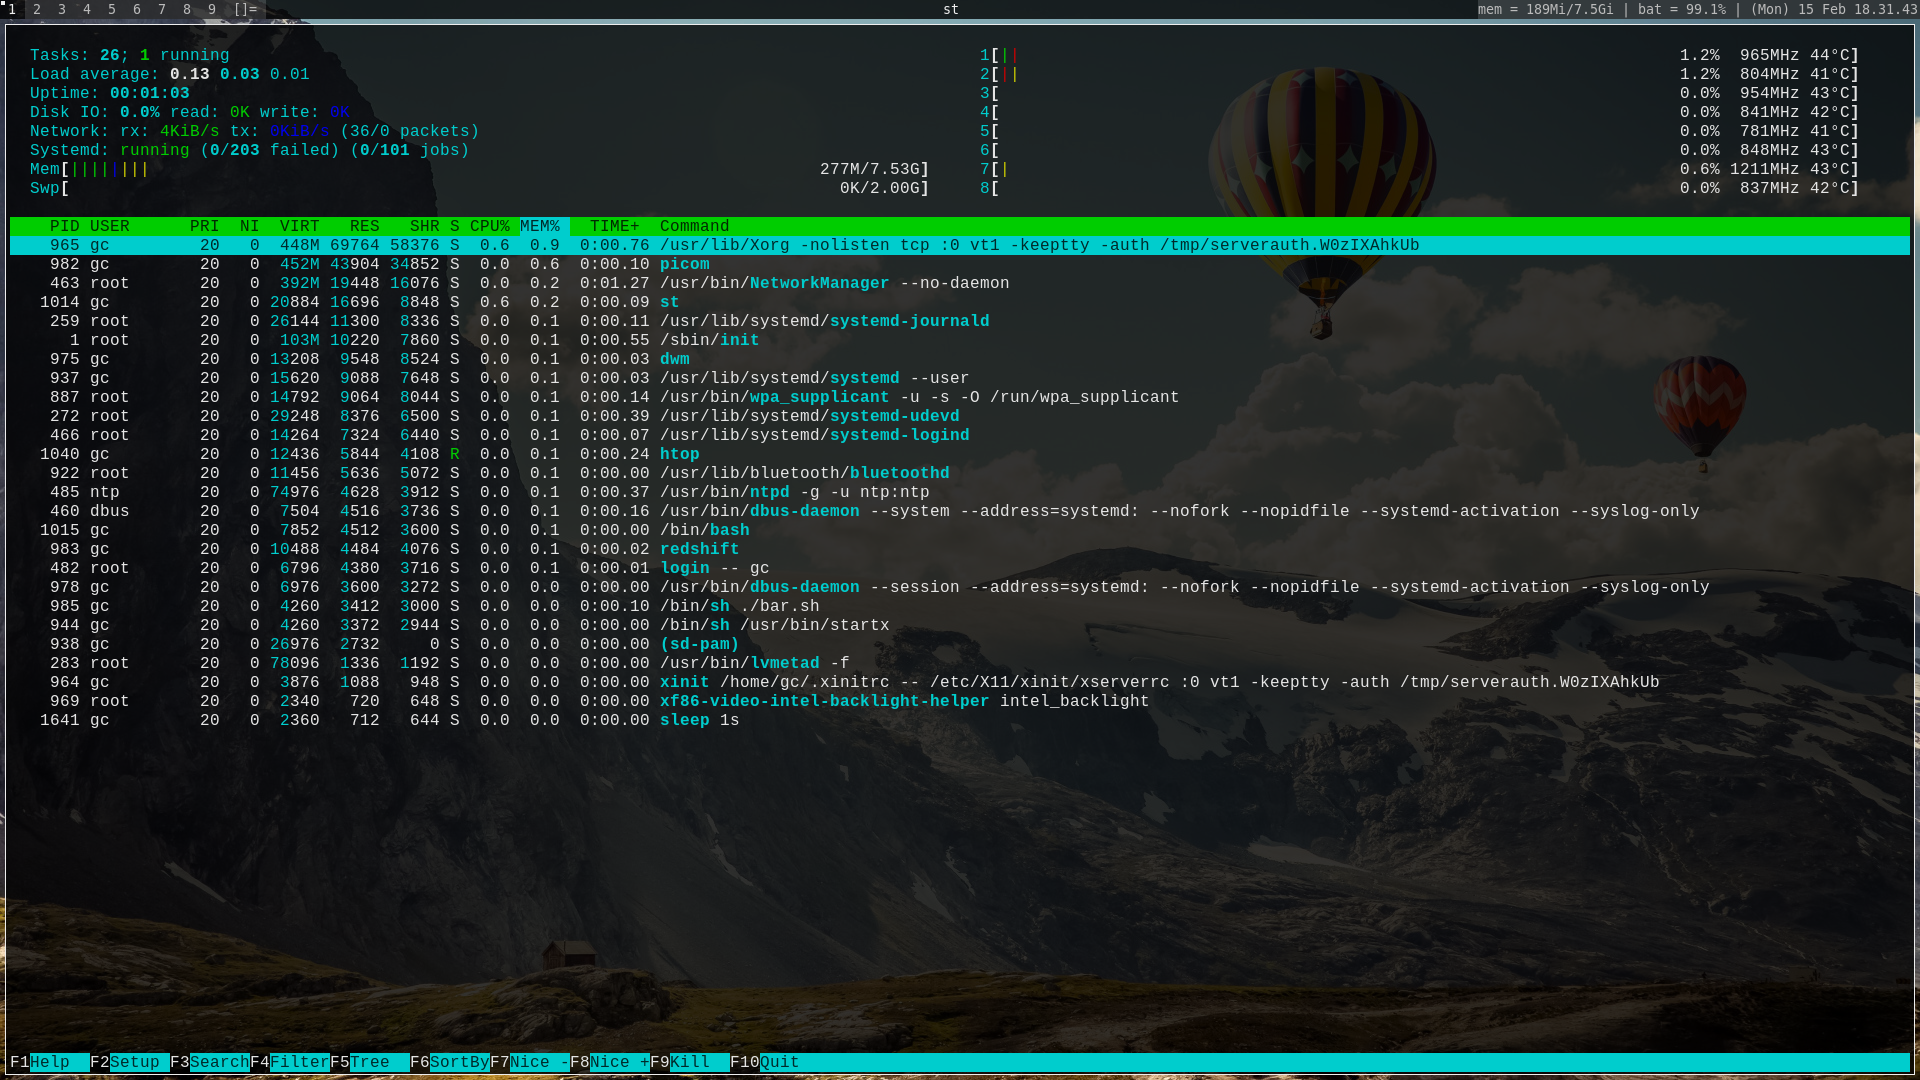 1 2 3 4 5 6 7 8 9 []= st mem = 189Mi/7.5Gi | bat = 99.1% | (Mon) 15 Feb 18.31.43
Tasks: 26; 1 running
Load average: 0.13 0.03 0.01
Uptime: 00:01:03
Disk IO: 0.0% read: 0K write: 0K
Network: rx: 4KiB/s tx: 0KiB/s (36/0 packets)
Systemd: running (0/203 failed) (0/101 jobs)
Mem[||||||||277M/7.53G]
Swp[0K/2.00G]
1[|| 1.2% 965MHz 44°C]
2[|| 1.2% 804MHz 41°C]
3[ 0.0% 954MHz 43°C]
4[ 0.0% 841MHz 42°C]
5[ 0.0% 781MHz 41°C]
6[ 0.0% 848MHz 43°C]
7[| 0.6% 1211MHz 43°C]
8[ 0.0% 837MHz 42°C]
PID USER PRI NI VIRT RES SHR S CPU% MEM% TIME+ Command
965 gc 20 0 448M 69764 58376 S 0.6 0.9 0:00.76 /usr/lib/Xorg -nolisten tcp :0 vt1 -keeptty -auth /tmp/serverauth.W0zIXAhkUb
982 gc 20 0 452M 43904 34852 S 0.0 0.6 0:00.10 picom
463 root 20 0 392M 19448 16076 S 0.0 0.2 0:01.27 /usr/bin/NetworkManager --no-daemon
1014 gc 20 0 20884 16696 8848 S 0.6 0.2 0:00.09 st
259 root 20 0 26144 11300 8336 S 0.0 0.1 0:00.11 /usr/lib/systemd/systemd-journald
1 root 20 0 103M 10220 7860 S 0.0 0.1 0:00.55 /sbin/init
975 gc 20 0 13208 9548 8524 S 0.0 0.1 0:00.03 dwm
937 gc 20 0 15620 9088 7648 S 0.0 0.1 0:00.03 /usr/lib/systemd/systemd --user
887 root 20 0 14792 9064 8044 S 0.0 0.1 0:00.14 /usr/bin/wpa_supplicant -u -s -O /run/wpa_supplicant
272 root 20 0 29248 8376 6500 S 0.0 0.1 0:00.39 /usr/lib/systemd/systemd-udevd
466 root 20 0 14264 7324 6440 S 0.0 0.1 0:00.07 /usr/lib/systemd/systemd-logind
1040 gc 20 0 12436 5844 4108 R 0.0 0.1 0:00.24 htop
922 root 20 0 11456 5636 5072 S 0.0 0.1 0:00.00 /usr/lib/bluetooth/bluetoothd
485 ntp 20 0 74976 4628 3912 S 0.0 0.1 0:00.37 /usr/bin/ntpd -g -u ntp:ntp
460 dbus 20 0 7504 4516 3736 S 0.0 0.1 0:00.16 /usr/bin/dbus-daemon --system --address=systemd: --nofork --nopidfile --systemd-activation --syslog-only
1015 gc 20 0 7852 4512 3600 S 0.0 0.1 0:00.00 /bin/bash
983 gc 20 0 10488 4484 4076 S 0.0 0.1 0:00.02 redshift
482 root 20 0 6796 4380 3716 S 0.0 0.1 0:00.01 login -- gc
978 gc 20 0 6976 3600 3272 S 0.0 0.0 0:00.00 /usr/bin/dbus-daemon --session --address=systemd: --nofork --nopidfile --systemd-activation --syslog-only
985 gc 20 0 4260 3412 3000 S 0.0 0.0 0:00.10 /bin/sh ./bar.sh
944 gc 20 0 4260 3372 2944 S 0.0 0.0 0:00.00 /bin/sh /usr/bin/startx
938 gc 20 0 26976 2732 0 S 0.0 0.0 0:00.00 (sd-pam)
283 root 20 0 78096 1336 1192 S 0.0 0.0 0:00.00 /usr/bin/lvmetad -f
964 gc 20 0 3876 1088 948 S 0.0 0.0 0:00.00 xinit /home/gc/.xinitrc -- /etc/X11/xinit/xserverrc :0 vt1 -keeptty -auth /tmp/serverauth.W0zIXAhkUb
969 root 20 0 2340 720 648 S 0.0 0.0 0:00.00 xf86-video-intel-backlight-helper intel_backlight
1641 gc 20 0 2360 712 644 S 0.0 0.0 0:00.00 sleep 1s
F1Help F2Setup F3SearchF4FilterF5Tree F6SortByF7Nice -F8Nice +F9Kill F10Quit